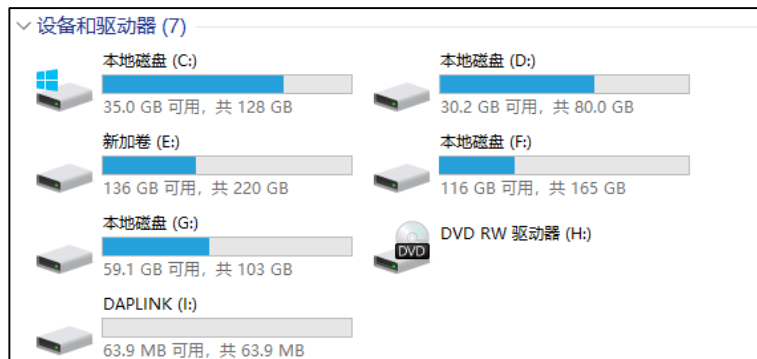 设备和驱动器 (7)
本地磁盘 (C:)
35.0 GB 可用，共 128 GB
本地磁盘 (D:)
30.2 GB 可用，共 80.0 GB
新加卷 (E:)
136 GB 可用，共 220 GB
本地磁盘 (F:)
116 GB 可用，共 165 GB
本地磁盘 (G:)
59.1 GB 可用，共 103 GB
DVD RW 驱动器 (H:)
DVD
DAPLINK (I:)
63.9 MB 可用，共 63.9 MB